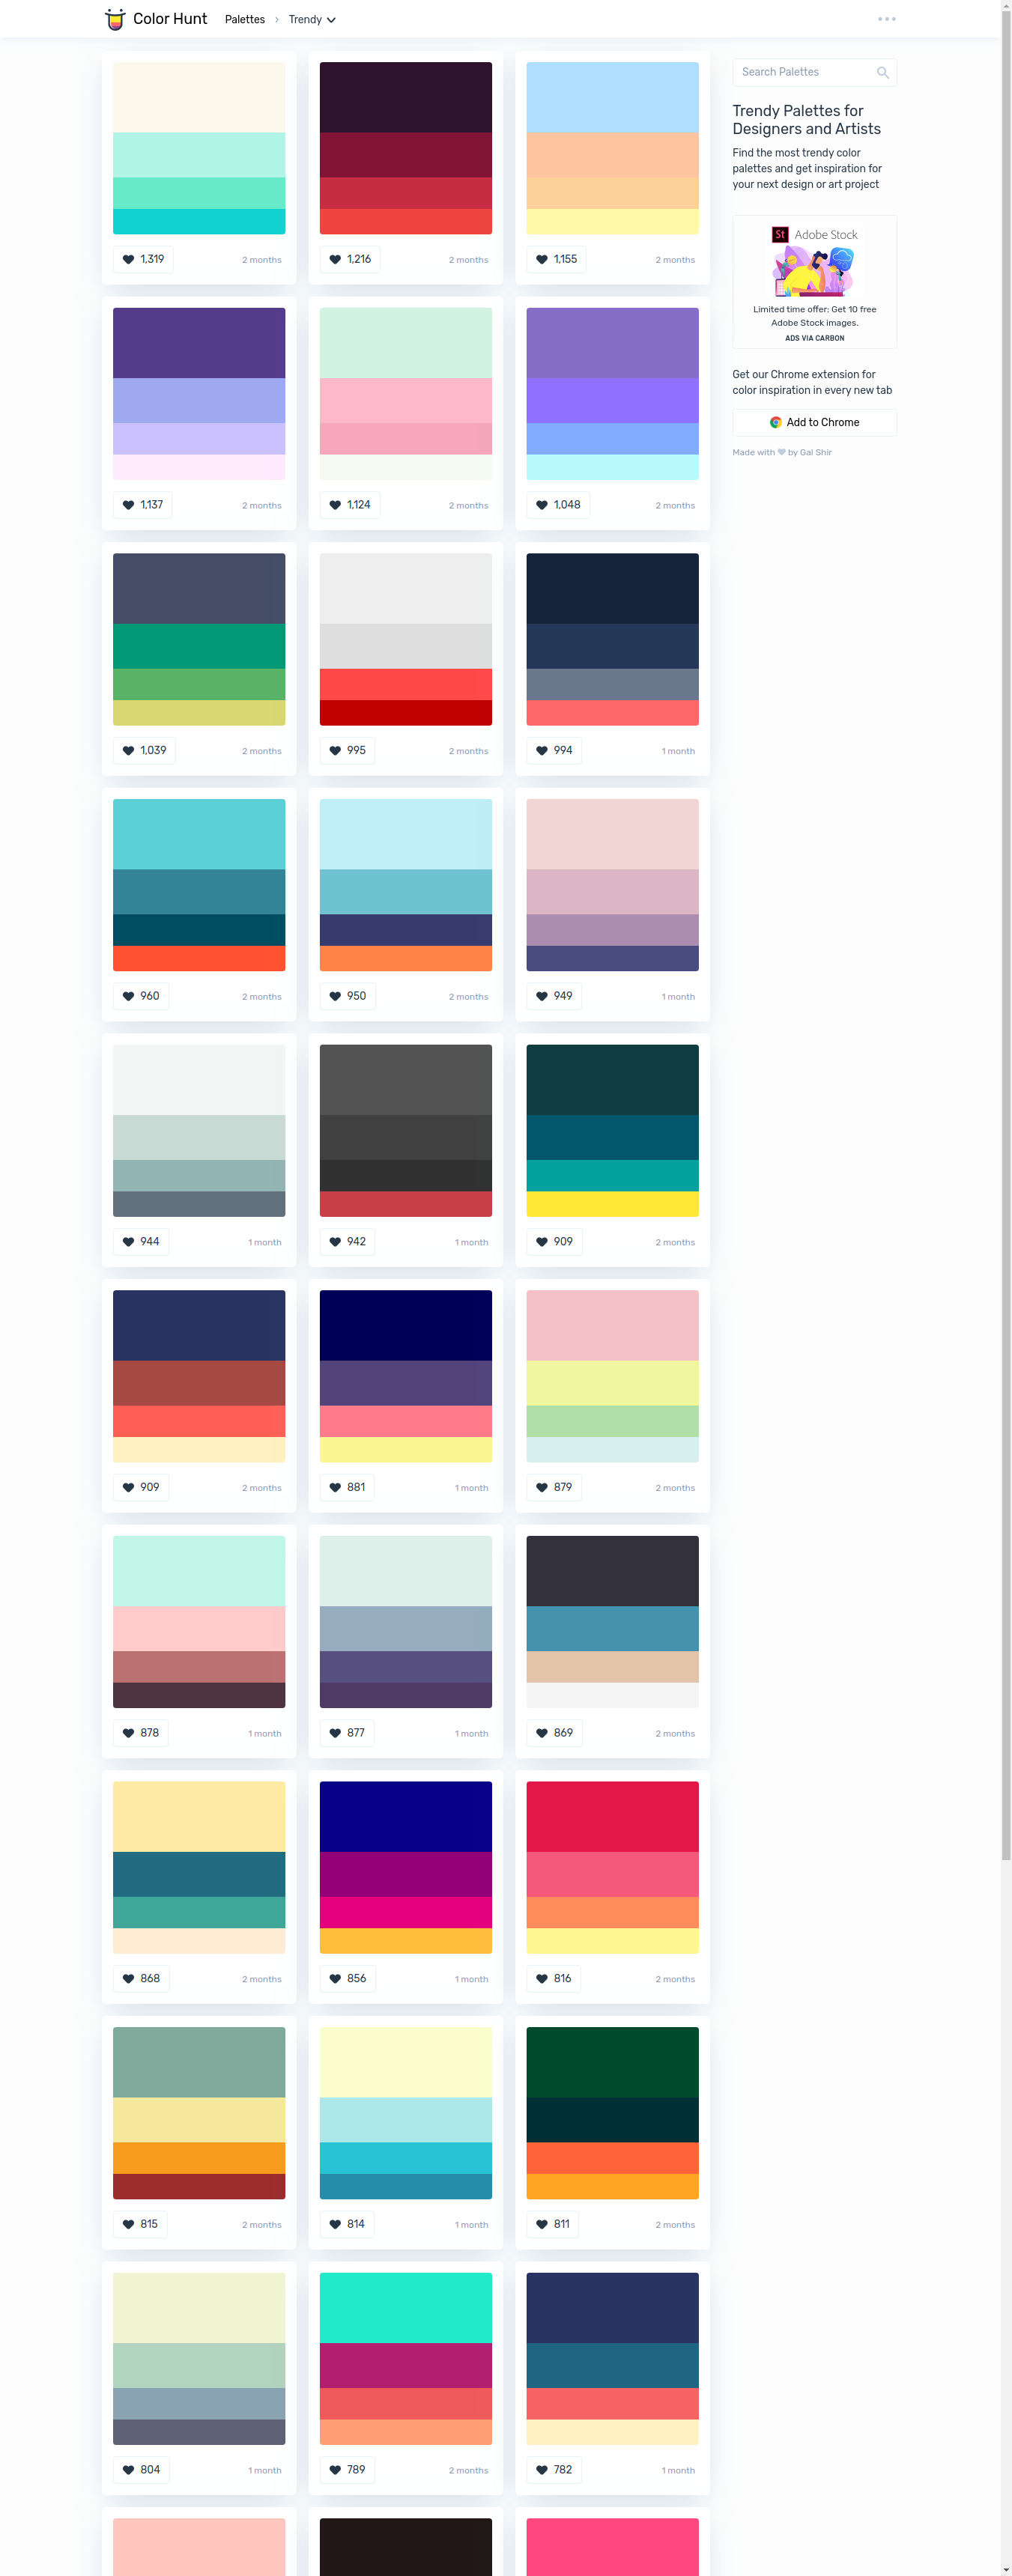 Color Hunt Palettes › Trendy
Search Palettes
Trendy Palettes for
Designers and Artists
Find the most trendy color
palettes and get inspiration for
your next design or art project
St Adobe Stock
Limited time offer: Get 10 free
Adobe Stock images.
ADS VIA CARBON
Get our Chrome extension for
color inspiration in every new tab
Add to Chrome
Made with ♥ by Gal Shir
1,319 2 months 1,216 2 months 1,155 2 months
1,137 2 months 1,124 2 months 1,048 2 months
1,039 2 months 995 2 months 994 1 month
960 2 months 950 2 months 949 1 month
944 1 month 942 1 month 909 2 months
909 2 months 881 1 month 879 2 months
878 1 month 877 1 month 869 2 months
868 2 months 856 1 month 816 2 months
815 2 months 814 1 month 811 2 months
804 1 month 789 2 months 782 1 month